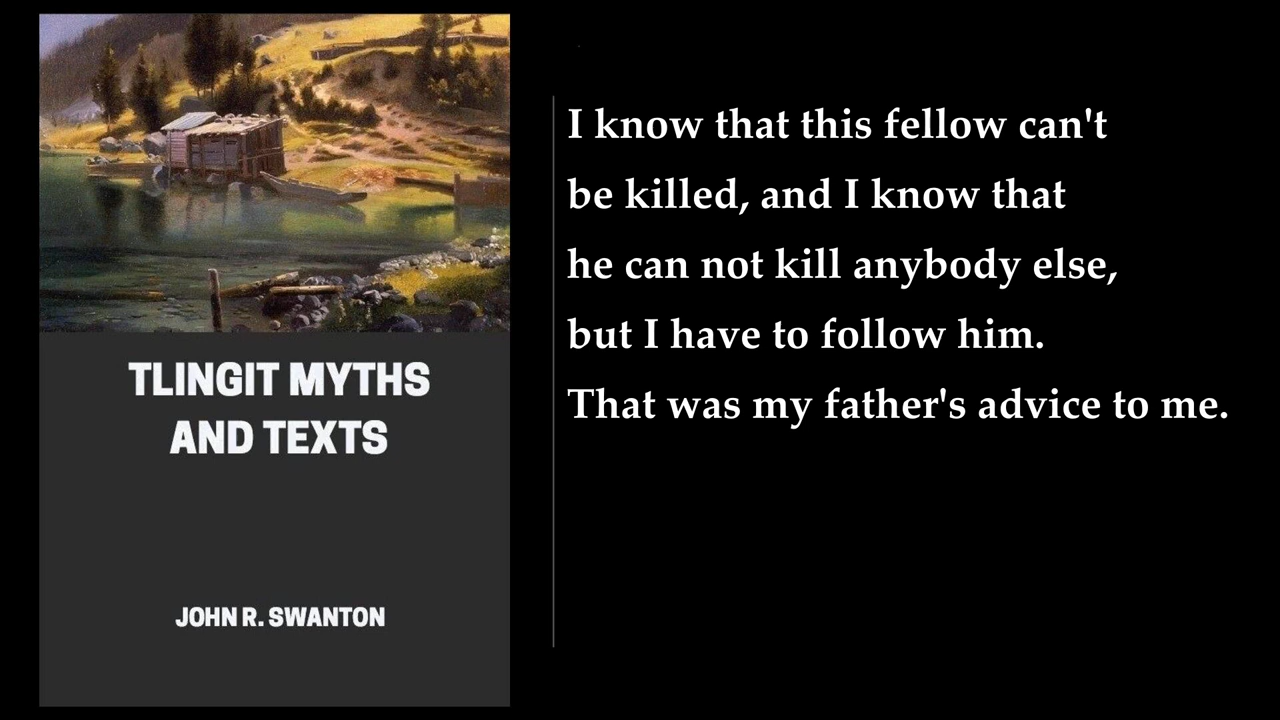 TLINGIT MYTHS
AND TEXTS
JOHN R. SWANTON
I know that this fellow can't
be killed, and I know that
he can not kill anybody else,
but I have to follow him.
That was my father's advice to me.